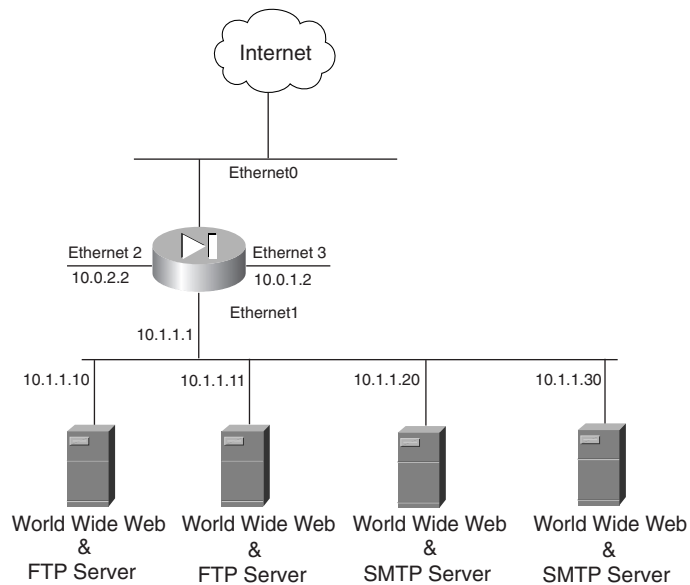 Internet
Ethernet0
Ethernet 2
Ethernet 3
10.0.2.2
10.0.1.2
Ethernet1
10.1.1.1
10.1.1.10
10.1.1.11
10.1.1.20
10.1.1.30
World Wide Web
&
FTP Server
World Wide Web
&
FTP Server
World Wide Web
&
SMTP Server
World Wide Web
&
SMTP Server